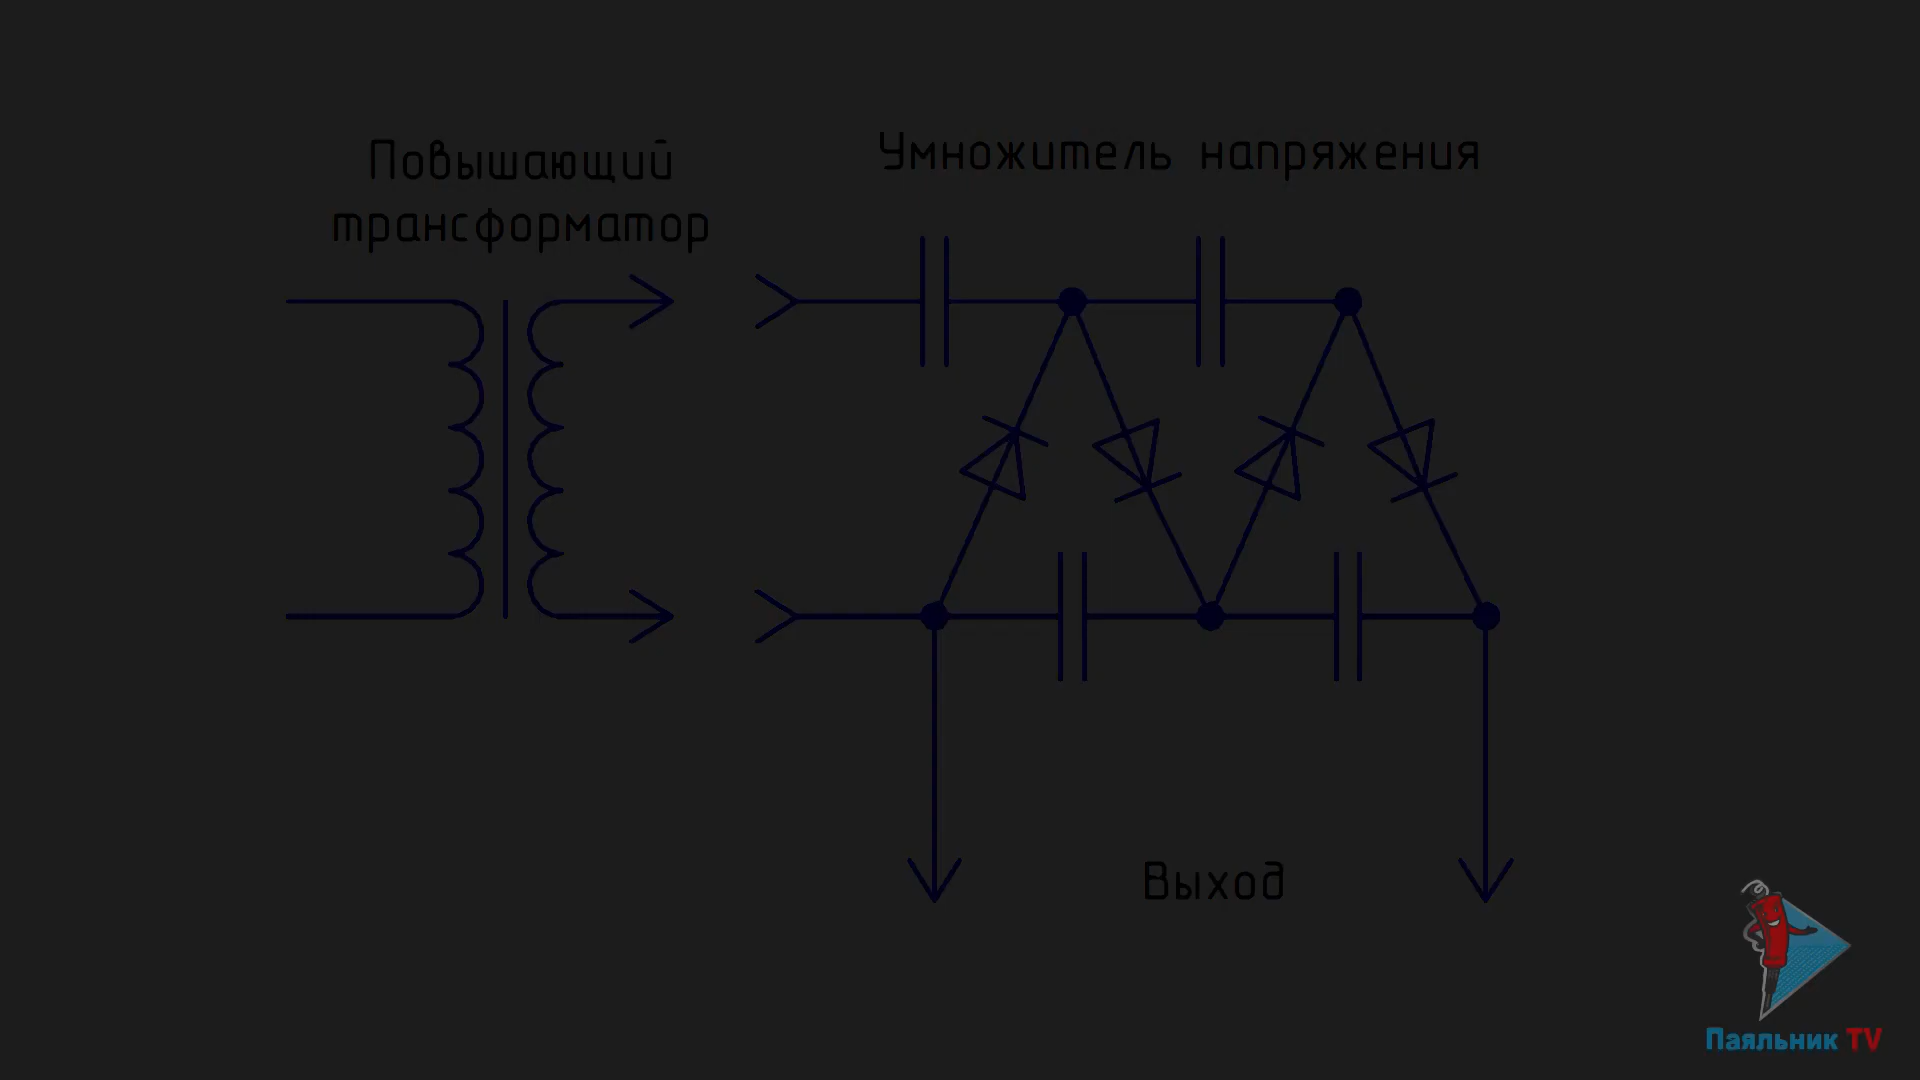 Повышающий
трансформатор
Умножитель напряжения
Выход
Паяльник TV